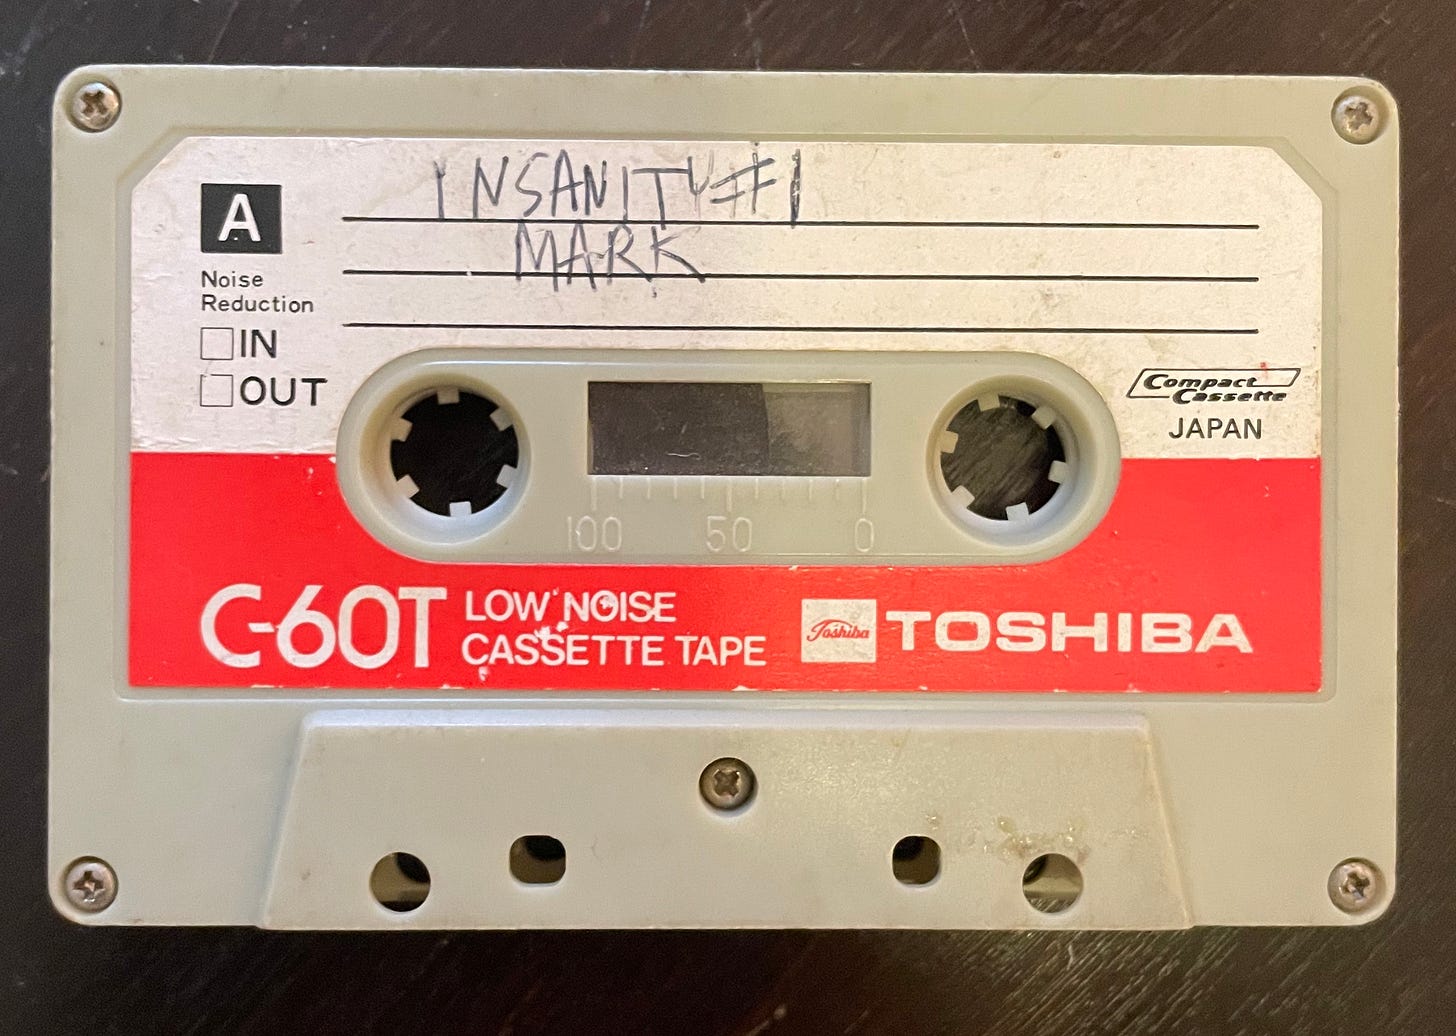 INSANITY #1
MARK
A
Noise
Reduction
IN
OUT
Compact
Cassette
JAPAN
100 50 0
C-60T LOW NOISE
CASSETTE TAPE
Toshiba TOSHIBA